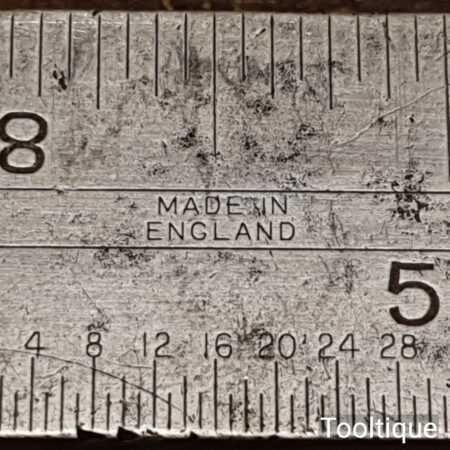 8
MADE IN
ENGLAND
5
4 8 12 16 20 24 28
Tooltique